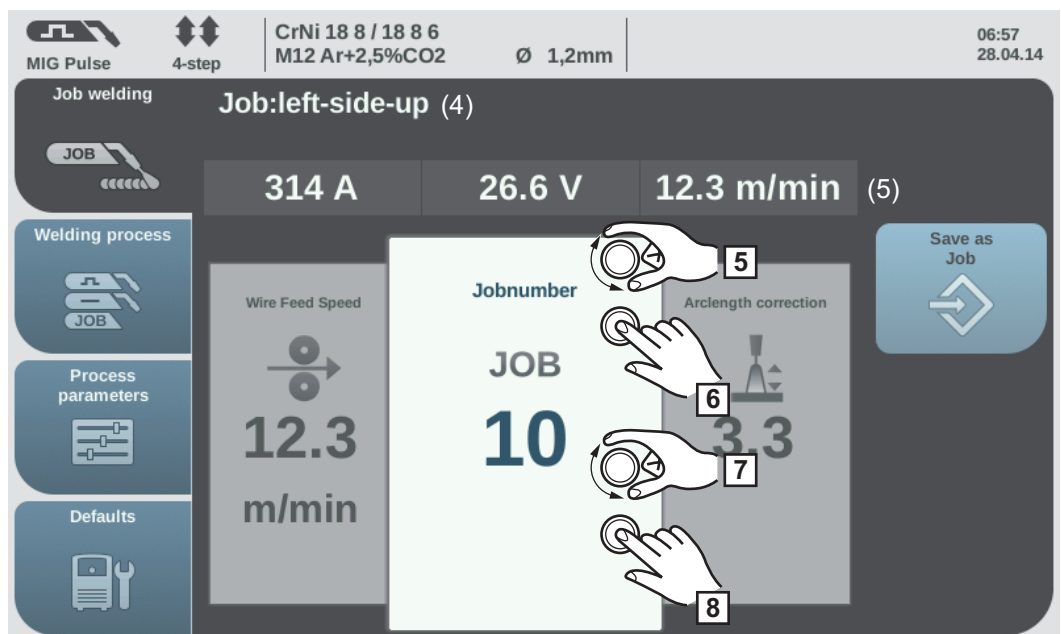 MIG Pulse
4-step
CrNi 18 8 / 18 8 6
M12 Ar+2,5%CO2 Ø 1,2mm
06:57
28.04.14
Job welding
JOB
Job:left-side-up (4)
314 A 26.6 V 12.3 m/min (5)
Welding process
JOB
Process
parameters
Defaults
Wire Feed Speed
12.3
m/min
Jobnumber
JOB
10
Arclength correction
3.3
5
6
7
8
Save as
Job